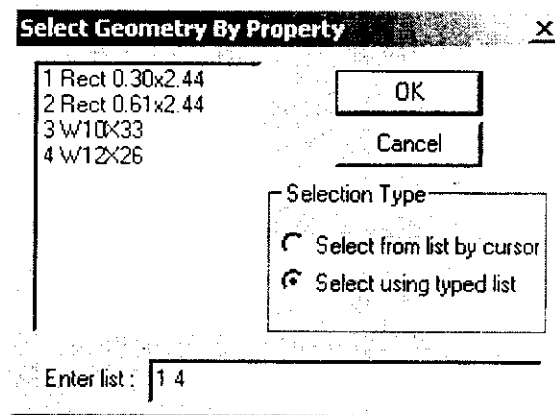 Select Geometry By Property
1 Rect 0.30x2.44
2 Rect 0.61x2.44
3 W10X33
4 W12X26
OK
Cancel
Selection Type
Select from list by cursor
Select using typed list
Enter list : 1 4